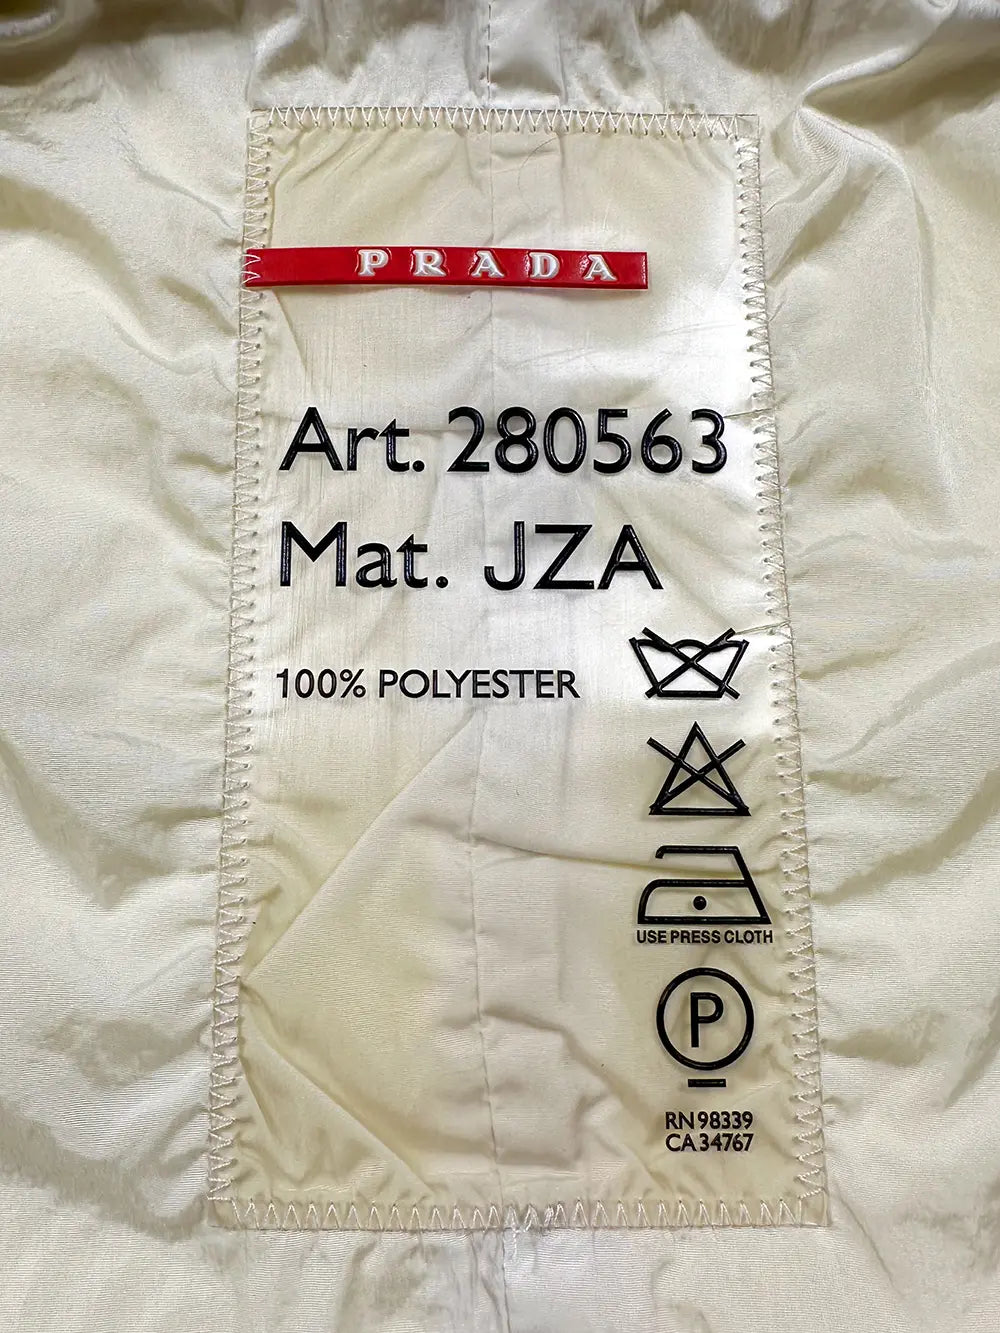 PRADA
Art. 280563
Mat. JZA
100% POLYESTER
USE PRESS CLOTH
P
RN 98339
CA 34767